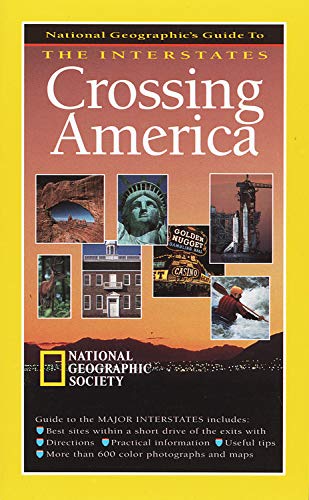 National Geographic's Guide To
THE INTERSTATES
Crossing
America
GOLDEN
NUGGET
GAMBLING HALL
CASINO
NATIONAL
GEOGRAPHIC
SOCIETY
Guide to the MAJOR INTERSTATES includes:
Best sites within a short drive of the exits with
Directions Practical information Useful tips
More than 600 color photographs and maps